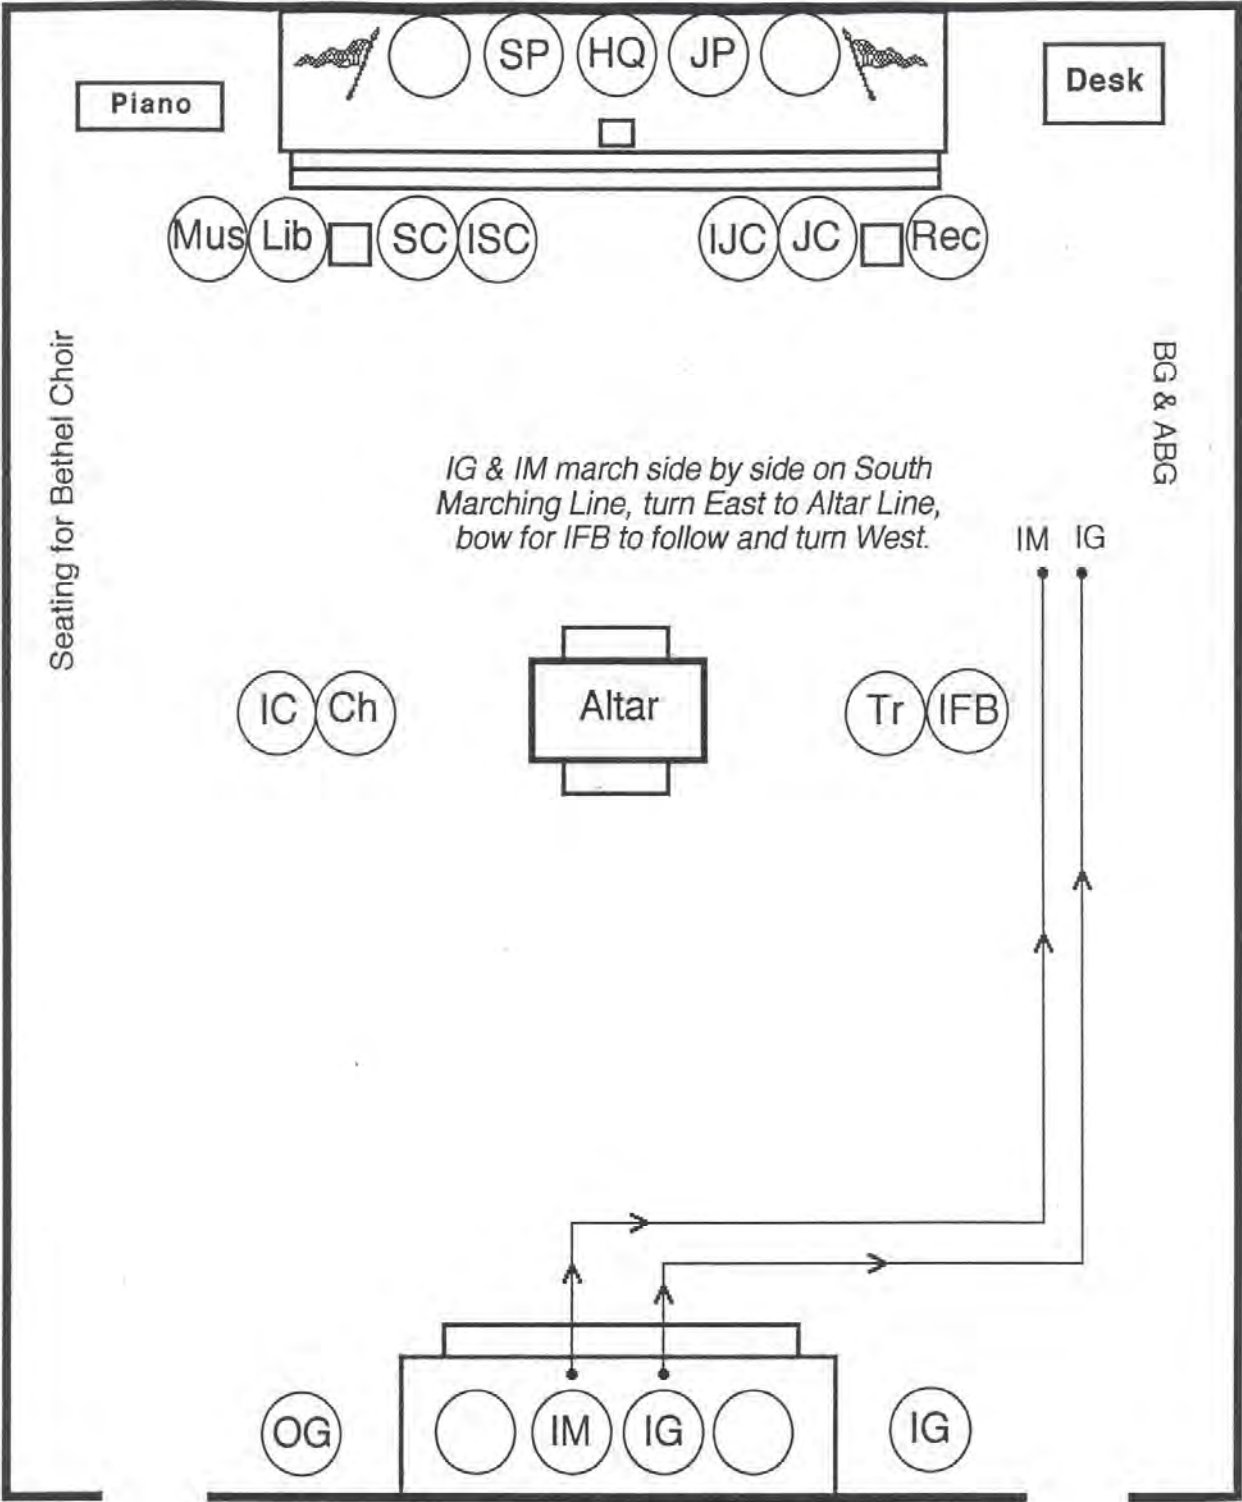 SP HQ JP
Piano
Desk
Mus Lib SC ISC IJC JC Rec
Seating for Bethel Choir
BG & ABG
IG & IM march side by side on South
Marching Line, turn East to Altar Line,
bow for IFB to follow and turn West.
IM IG
IC Ch Altar Tr IFB
OG IM IG IG